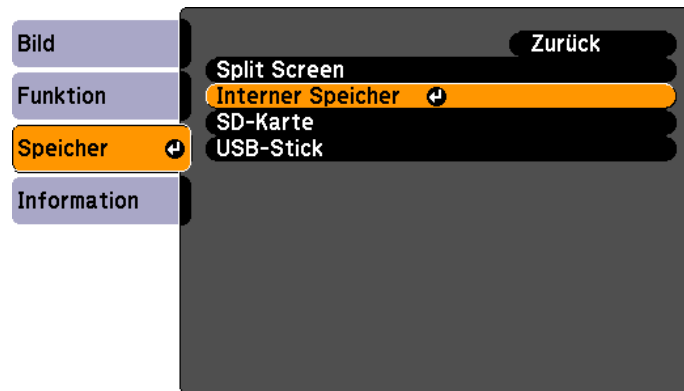 Bild
Funktion
Speicher
Information
Zurück
Split Screen
Interner Speicher
SD-Karte
USB-Stick